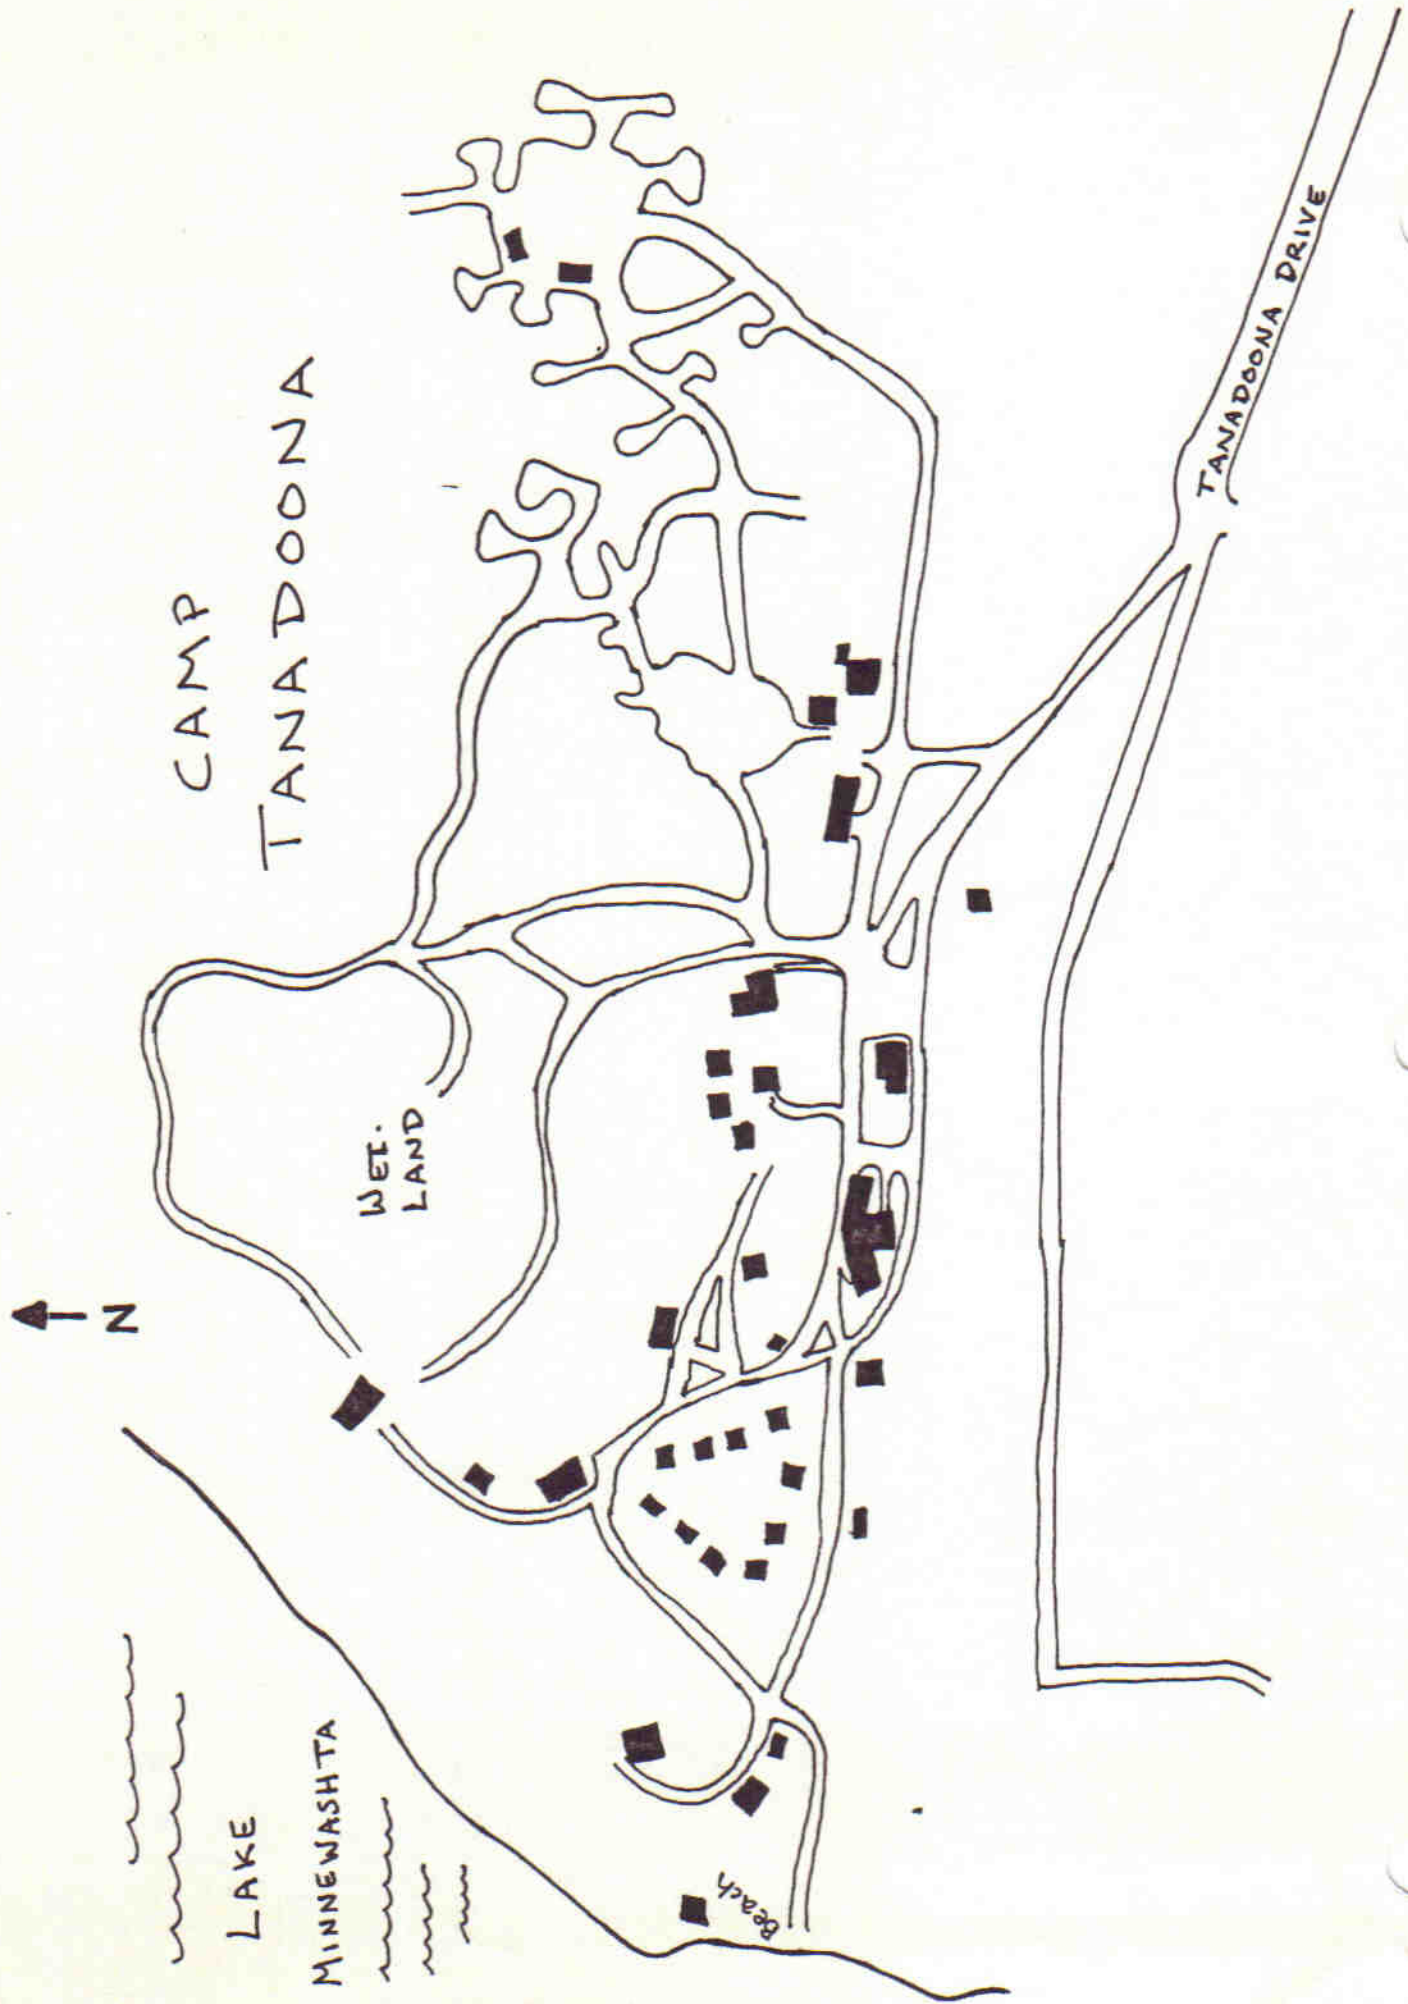 CAMP
TANADOONA
N
WET-
LAND
LAKE
MINNEWASHTA
Beach
TANADOONA DRIVE